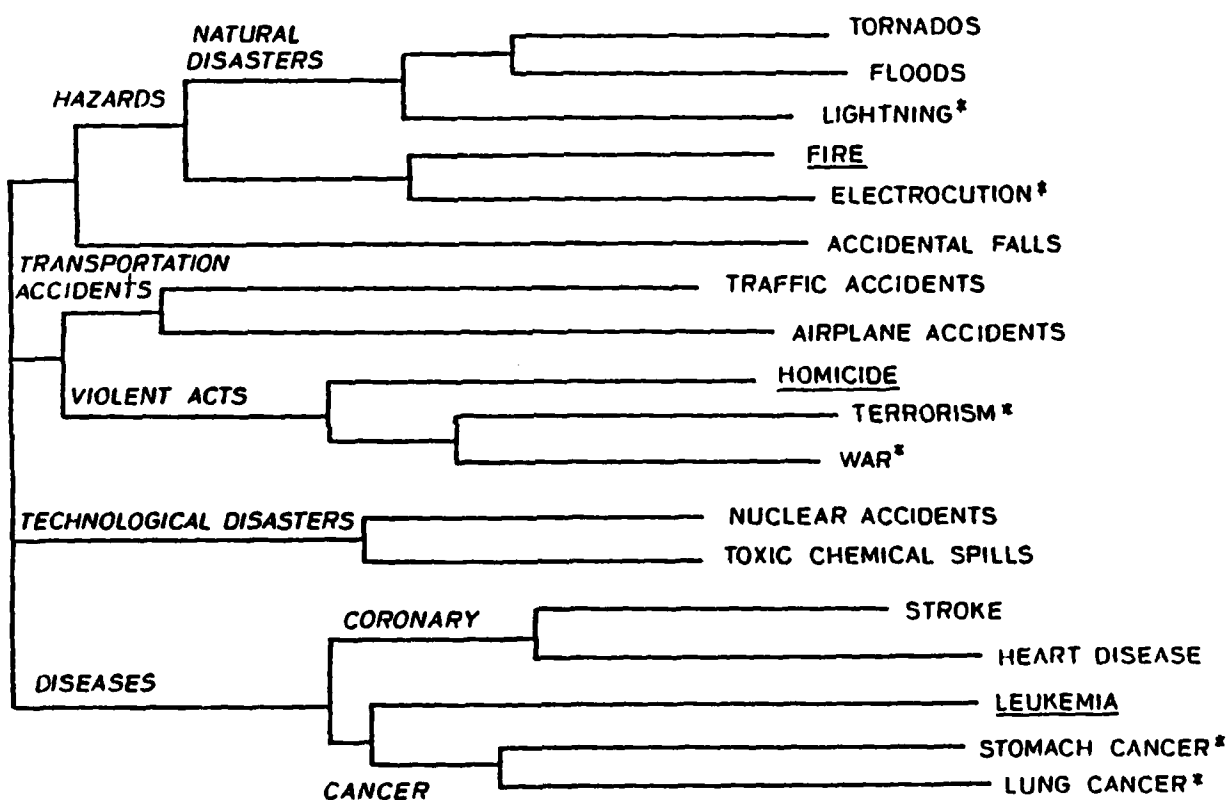 NATURAL
DISASTERS
TORNADOS
FLOODS
HAZARDS
LIGHTNING*
FIRE
ELECTROCUTION*
ACCIDENTAL FALLS
TRANSPORTATION
ACCIDENTS
TRAFFIC ACCIDENTS
AIRPLANE ACCIDENTS
HOMICIDE
VIOLENT ACTS
TERRORISM*
WAR*
TECHNOLOGICAL DISASTERS
NUCLEAR ACCIDENTS
TOXIC CHEMICAL SPILLS
CORONARY
STROKE
HEART DISEASE
DISEASES
LEUKEMIA
STOMACH CANCER*
LUNG CANCER*
CANCER